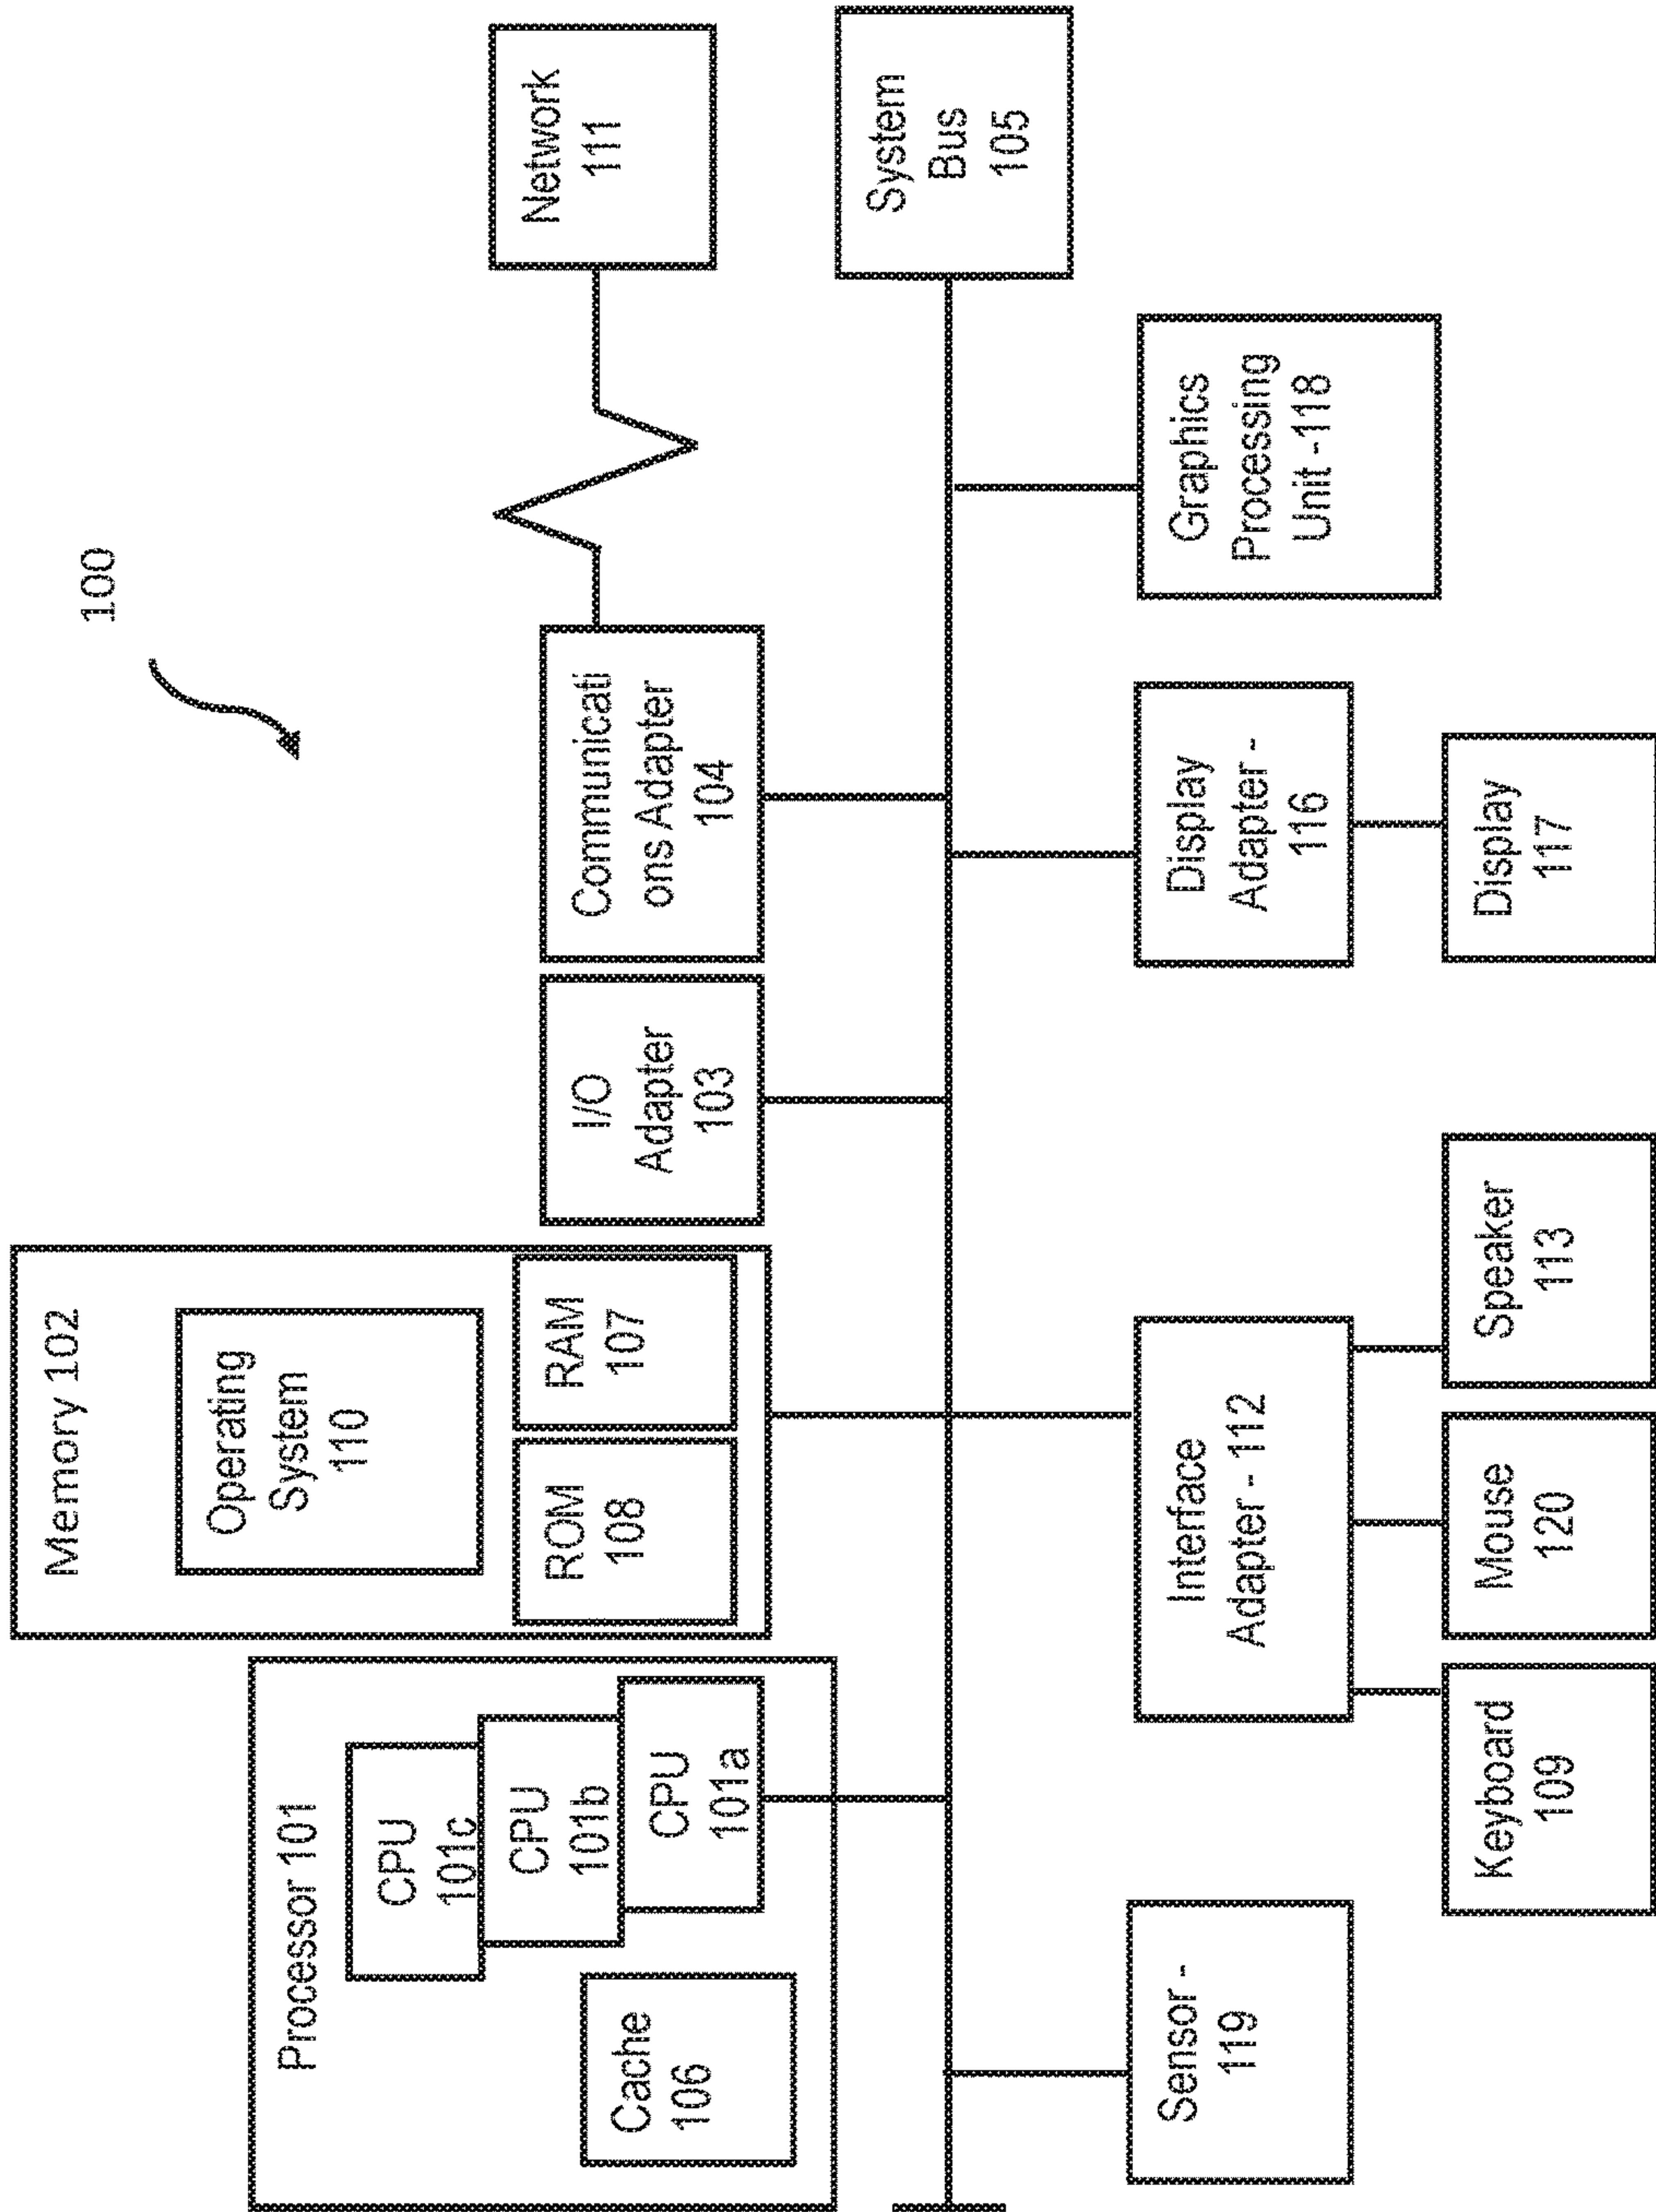 100
Processor 101
CPU
101c
CPU
101b
CPU
101a
Cache
106
Memory 102
Operating
System
110
ROM
108
RAM
107
I/O
Adapter
103
Communicati
ons Adapter
104
Network
111
System
Bus
105
Sensor -
119
Interface
Adapter - 112
Keyboard
109
Mouse
120
Speaker
113
Display
Adapter -
116
Display
117
Graphics
Processing
Unit -118